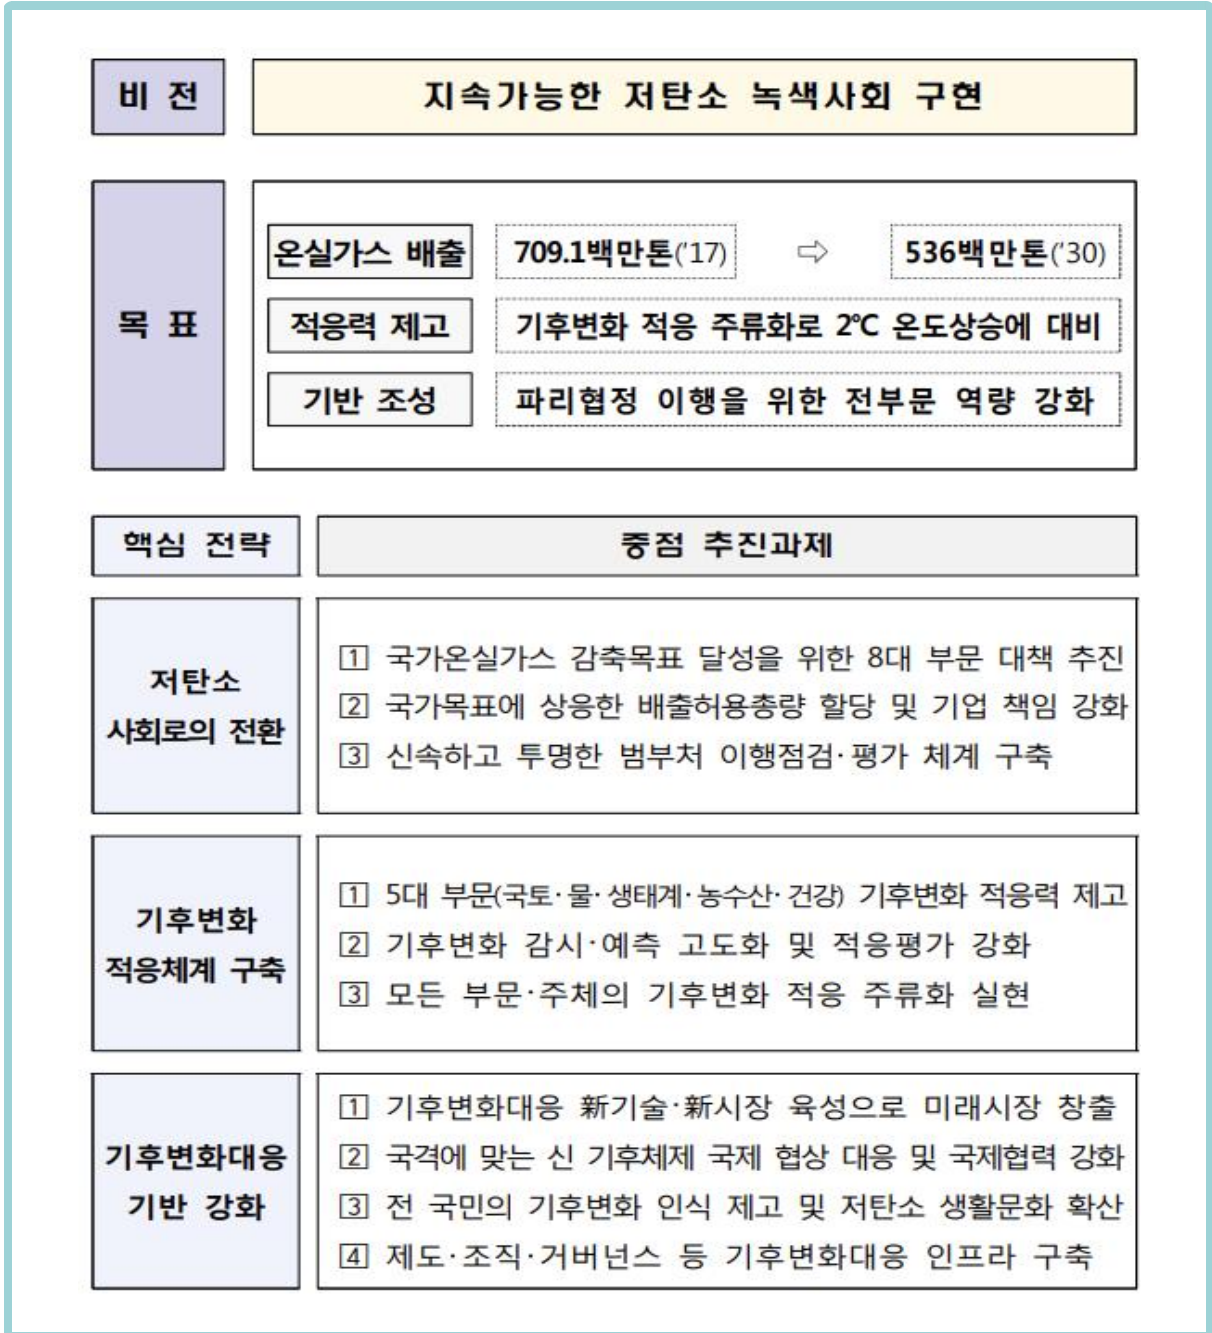 비 전
지속가능한 저탄소 녹색사회 구현
목 표
온실가스 배출 709.1백만톤('17) ⇨ 536백만톤('30)
적응력 제고 기후변화 적응 주류화로 2℃ 온도상승에 대비
기반 조성 파리협정 이행을 위한 전부문 역량 강화
핵심 전략
중점 추진과제
저탄소
사회로의 전환
1 국가온실가스 감축목표 달성을 위한 8대 부문 대책 추진
2 국가목표에 상응한 배출허용총량 할당 및 기업 책임 강화
3 신속하고 투명한 범부처 이행점검·평가 체계 구축
기후변화
적응체계 구축
1 5대 부문(국토·물·생태계·농수산·건강) 기후변화 적응력 제고
2 기후변화 감시·예측 고도화 및 적응평가 강화
3 모든 부문·주체의 기후변화 적응 주류화 실현
기후변화대응
기반 강화
1 기후변화대응 新기술·新시장 육성으로 미래시장 창출
2 국격에 맞는 신 기후체제 국제 협상 대응 및 국제협력 강화
3 전 국민의 기후변화 인식 제고 및 저탄소 생활문화 확산
4 제도·조직·거버넌스 등 기후변화대응 인프라 구축